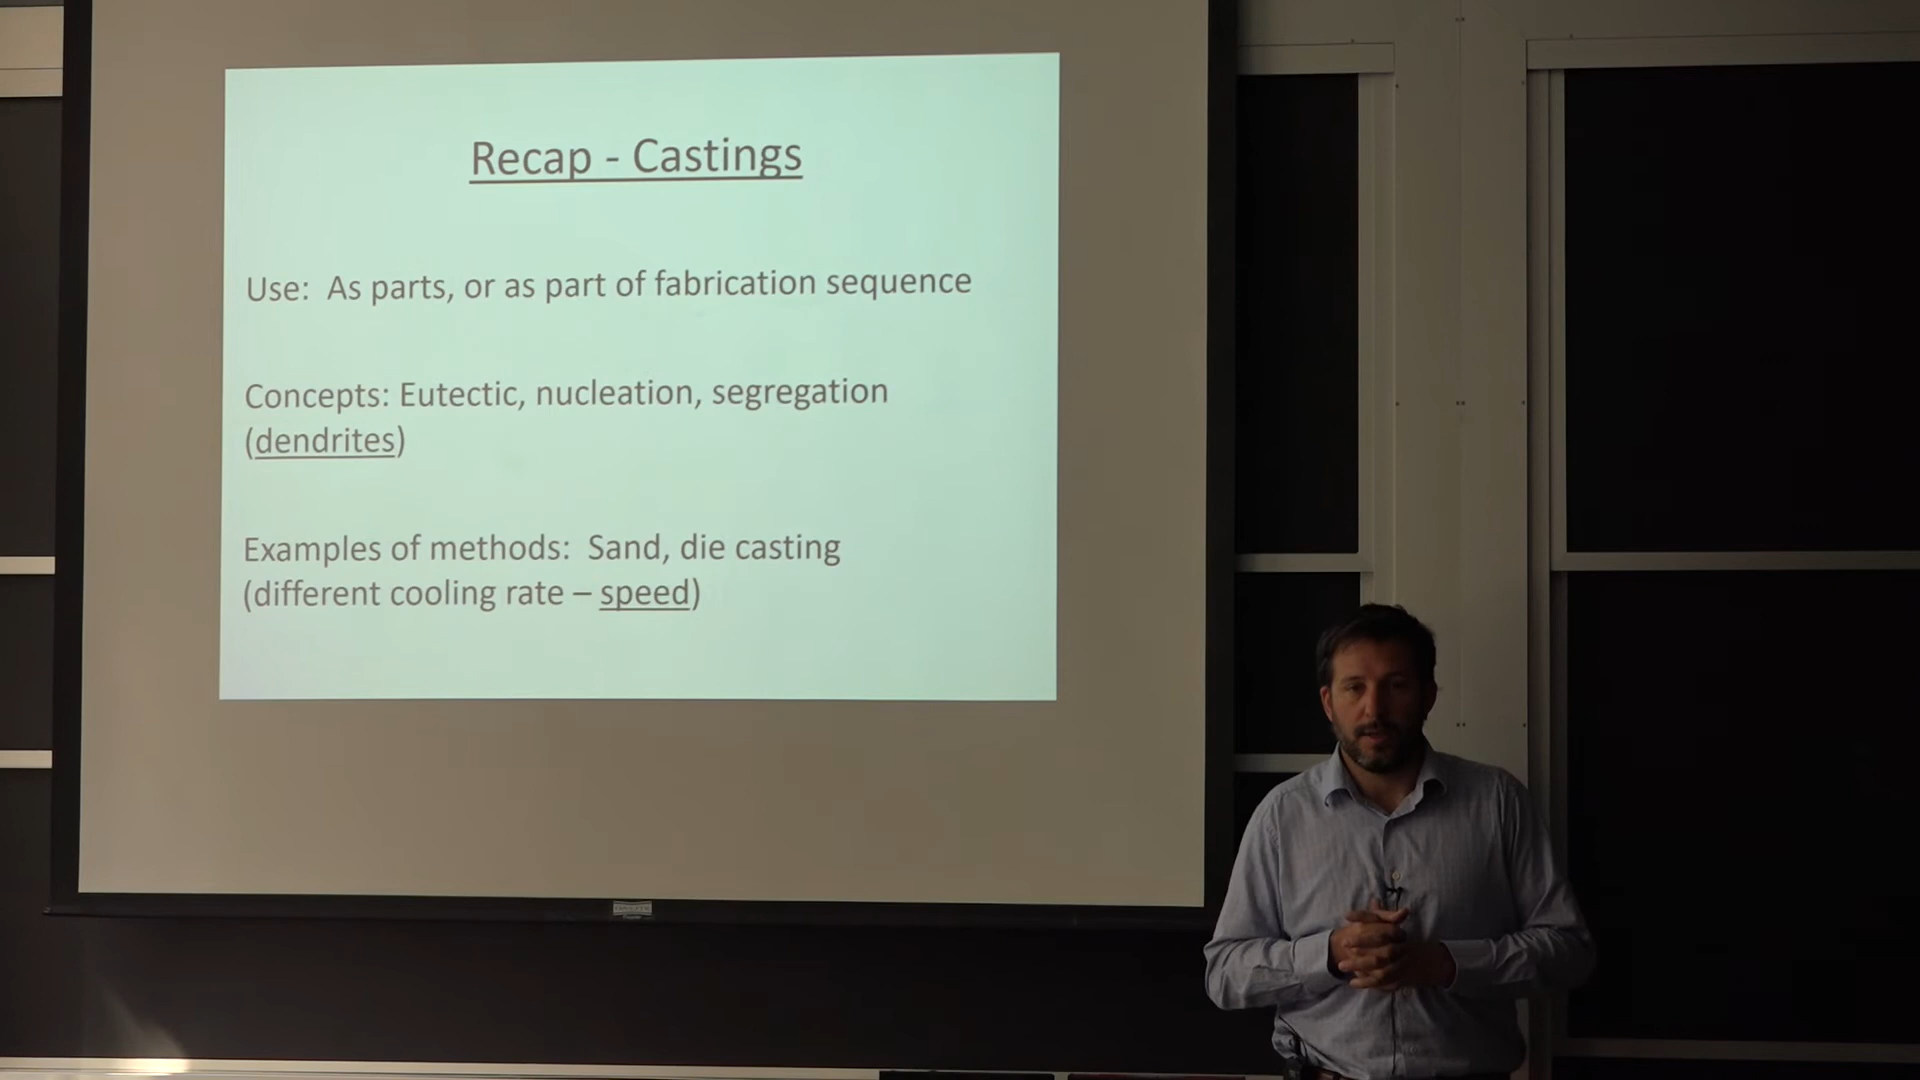 Recap - Castings
Use: As parts, or as part of fabrication sequence
Concepts: Eutectic, nucleation, segregation
(dendrites)
Examples of methods: Sand, die casting
(different cooling rate – speed)